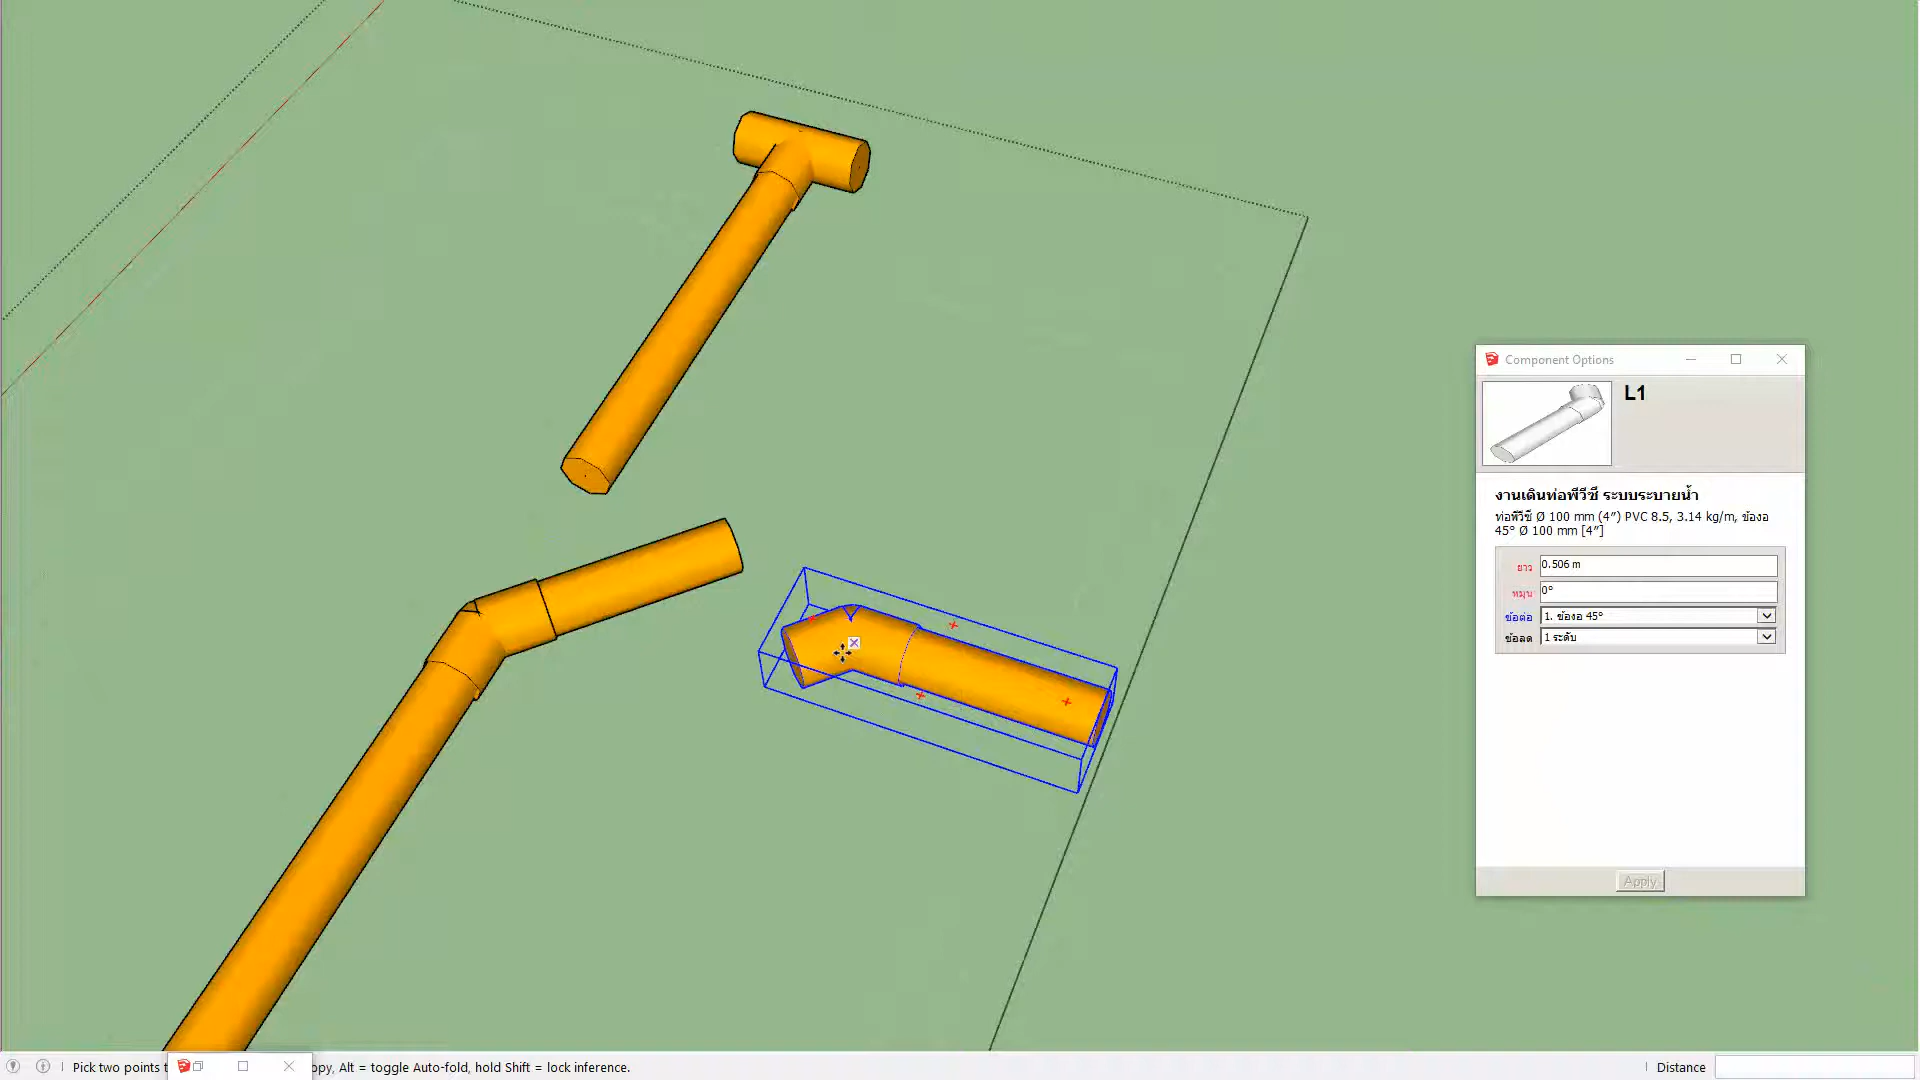 Component Options
L1
งานเดินท่อพีวีซี ระบบระบายน้ำ
ท่อพีวีซี Ø 100 mm (4″) PVC 8.5, 3.14 kg/m, ข้องอ
45° Ø 100 mm [4″]
ยาว 0.506 m
หมุน 0°
ข้อต่อ 1. ข้องอ 45°
ข้อลด 1 ระดับ
Apply
Pick two points opy, Alt = toggle Auto-fold, hold Shift = lock inference.
Distance